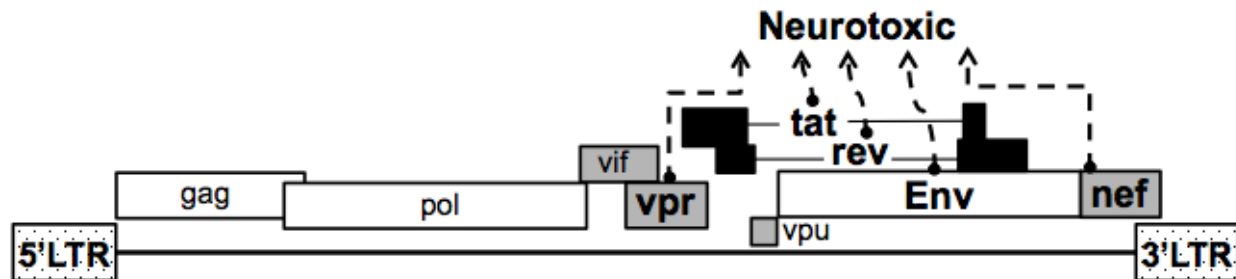 Neurotoxic
tat
rev
vif
gag
pol
vpr
Env
nef
vpu
5'LTR
3'LTR